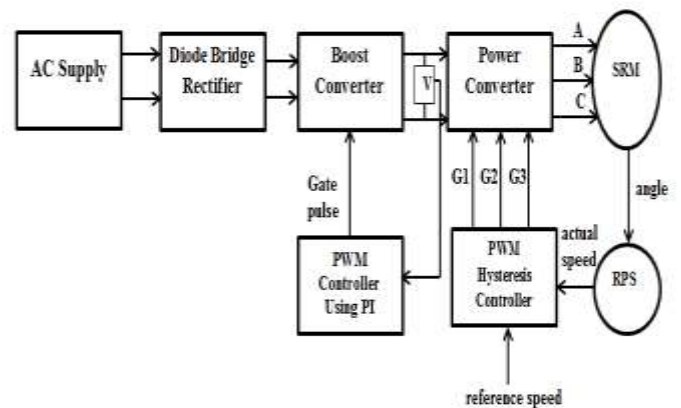 AC Supply
Diode Bridge
Rectifier
Boost
Converter
V
Power
Converter
A
B
C
SRM
Gate
pulse
G1 G2 G3
angle
PWM
Controller
Using PI
PWM
Hysteresis
Controller
actual
speed
RPS
reference speed